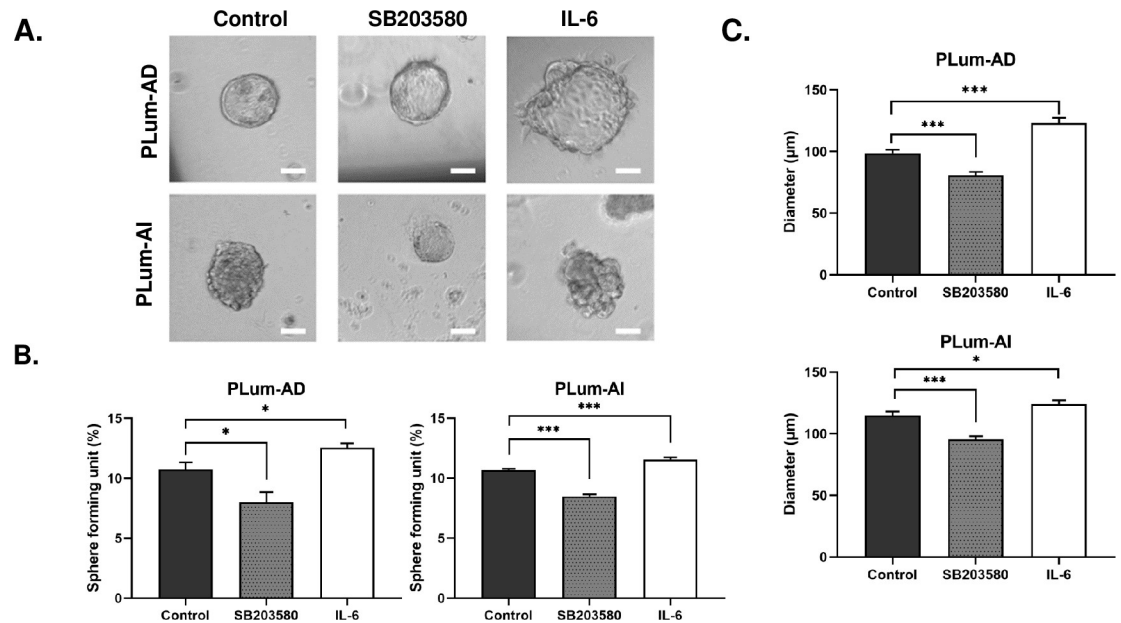 A.
Control SB203580 IL-6
PLum-AD
PLum-AI
B.
PLum-AD
Sphere forming unit (%)
15
10
5
0
*
*
Control SB203580 IL-6
PLum-AI
Sphere forming unit (%)
15
10
5
0
***
***
Control SB203580 IL-6
C.
PLum-AD
Diameter (µm)
150
100
50
0
***
***
Control SB203580 IL-6
PLum-AI
Diameter (µm)
150
100
50
0
*
***
Control SB203580 IL-6